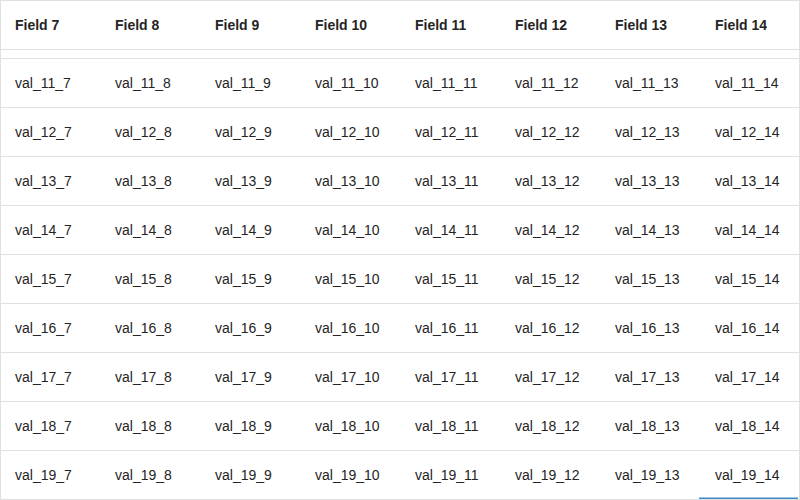 Field 7 Field 8 Field 9 Field 10 Field 11 Field 12 Field 13 Field 14
val_11_7 val_11_8 val_11_9 val_11_10 val_11_11 val_11_12 val_11_13 val_11_14
val_12_7 val_12_8 val_12_9 val_12_10 val_12_11 val_12_12 val_12_13 val_12_14
val_13_7 val_13_8 val_13_9 val_13_10 val_13_11 val_13_12 val_13_13 val_13_14
val_14_7 val_14_8 val_14_9 val_14_10 val_14_11 val_14_12 val_14_13 val_14_14
val_15_7 val_15_8 val_15_9 val_15_10 val_15_11 val_15_12 val_15_13 val_15_14
val_16_7 val_16_8 val_16_9 val_16_10 val_16_11 val_16_12 val_16_13 val_16_14
val_17_7 val_17_8 val_17_9 val_17_10 val_17_11 val_17_12 val_17_13 val_17_14
val_18_7 val_18_8 val_18_9 val_18_10 val_18_11 val_18_12 val_18_13 val_18_14
val_19_7 val_19_8 val_19_9 val_19_10 val_19_11 val_19_12 val_19_13 val_19_14